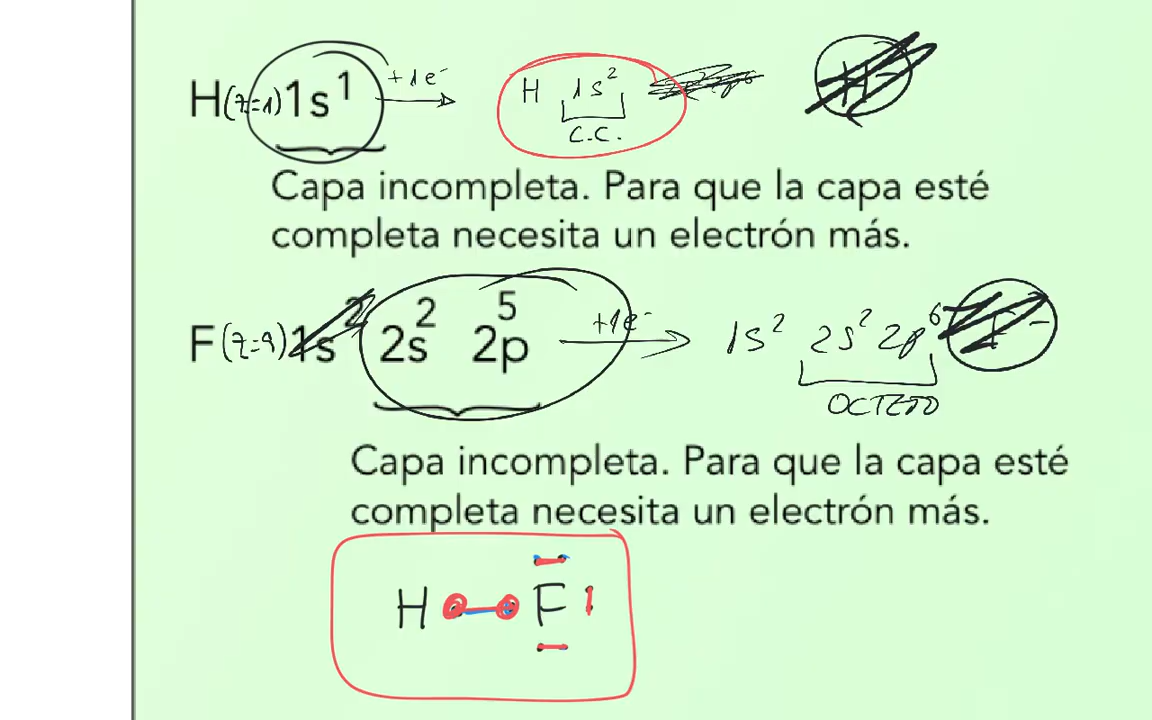 H(z=1)1s¹ +1e⁻ H 1s²
C.C.
Capa incompleta. Para que la capa esté
completa necesita un electrón más.
F(z=9)1s² 2s² 2p⁵ +1e⁻ 1s² 2s² 2p⁶
OCTETO
Capa incompleta. Para que la capa esté
completa necesita un electrón más.
H F